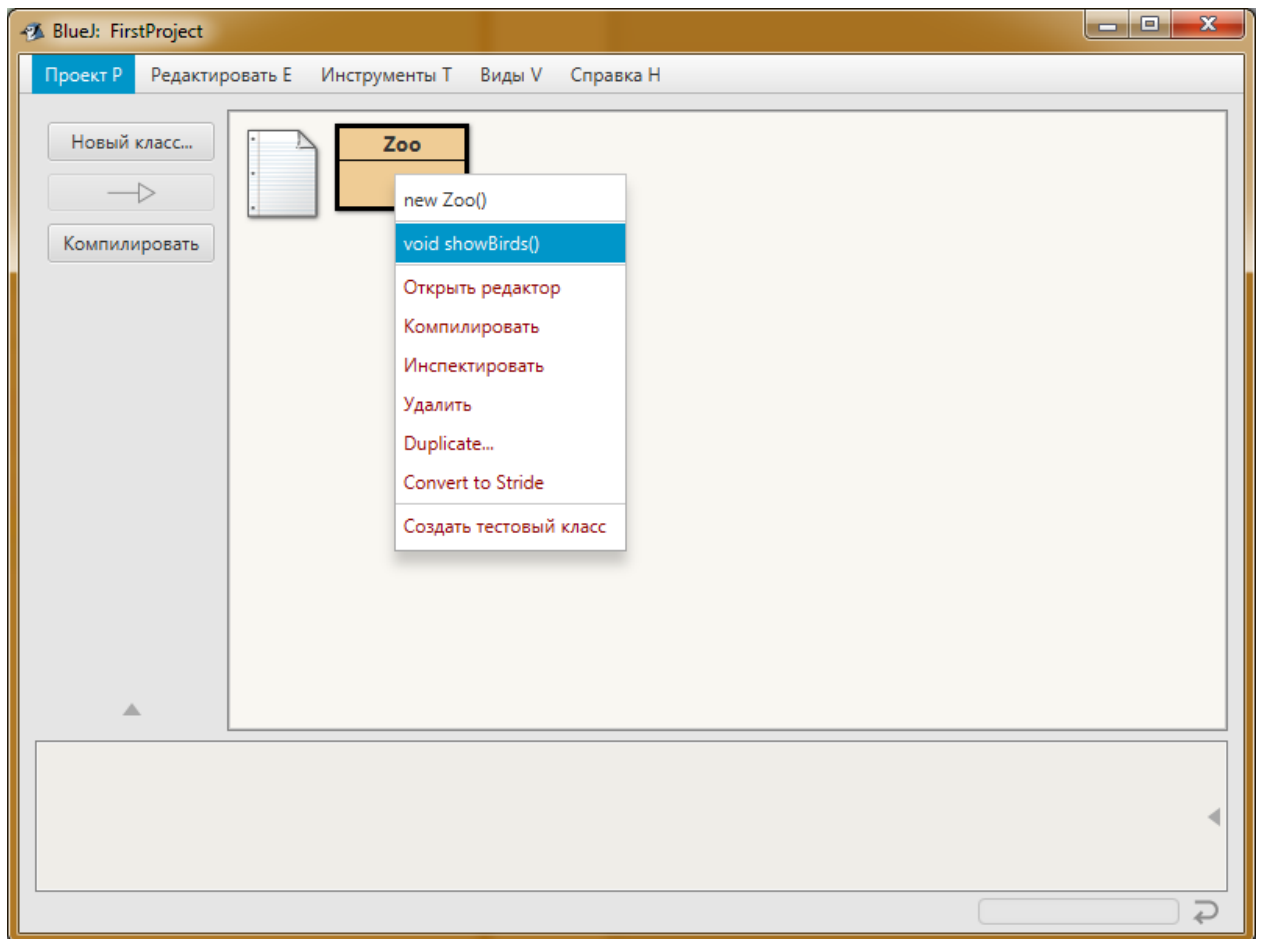 BlueJ: FirstProject
Проект P Редактировать E Инструменты T Виды V Справка H
Новый класс...
Компилировать
Zoo
new Zoo()
void showBirds()
Открыть редактор
Компилировать
Инспектировать
Удалить
Duplicate...
Convert to Stride
Создать тестовый класс